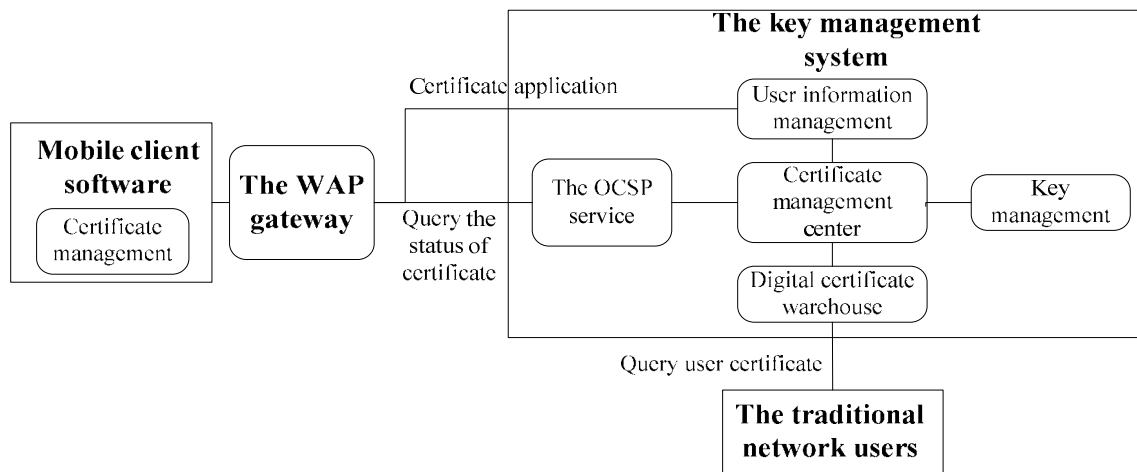 The key management
system
Certificate application
User information
management
Mobile client
software
Certificate
management
The WAP
gateway
Query the
status of
certificate
The OCSP
service
Certificate
management
center
Key
management
Digital certificate
warehouse
Query user certificate
The traditional
network users